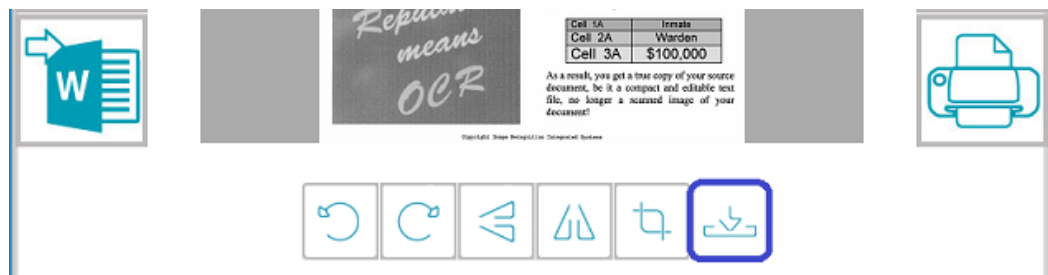 W
means
OCR
Cell 1A Inmate
Cell 2A Warden
Cell 3A $100,000
As a result, you get a true copy of your source
document, be it a compact and editable text
file, no longer a scanned image of your
document!
Copyright Image Recognition Integrated Systems